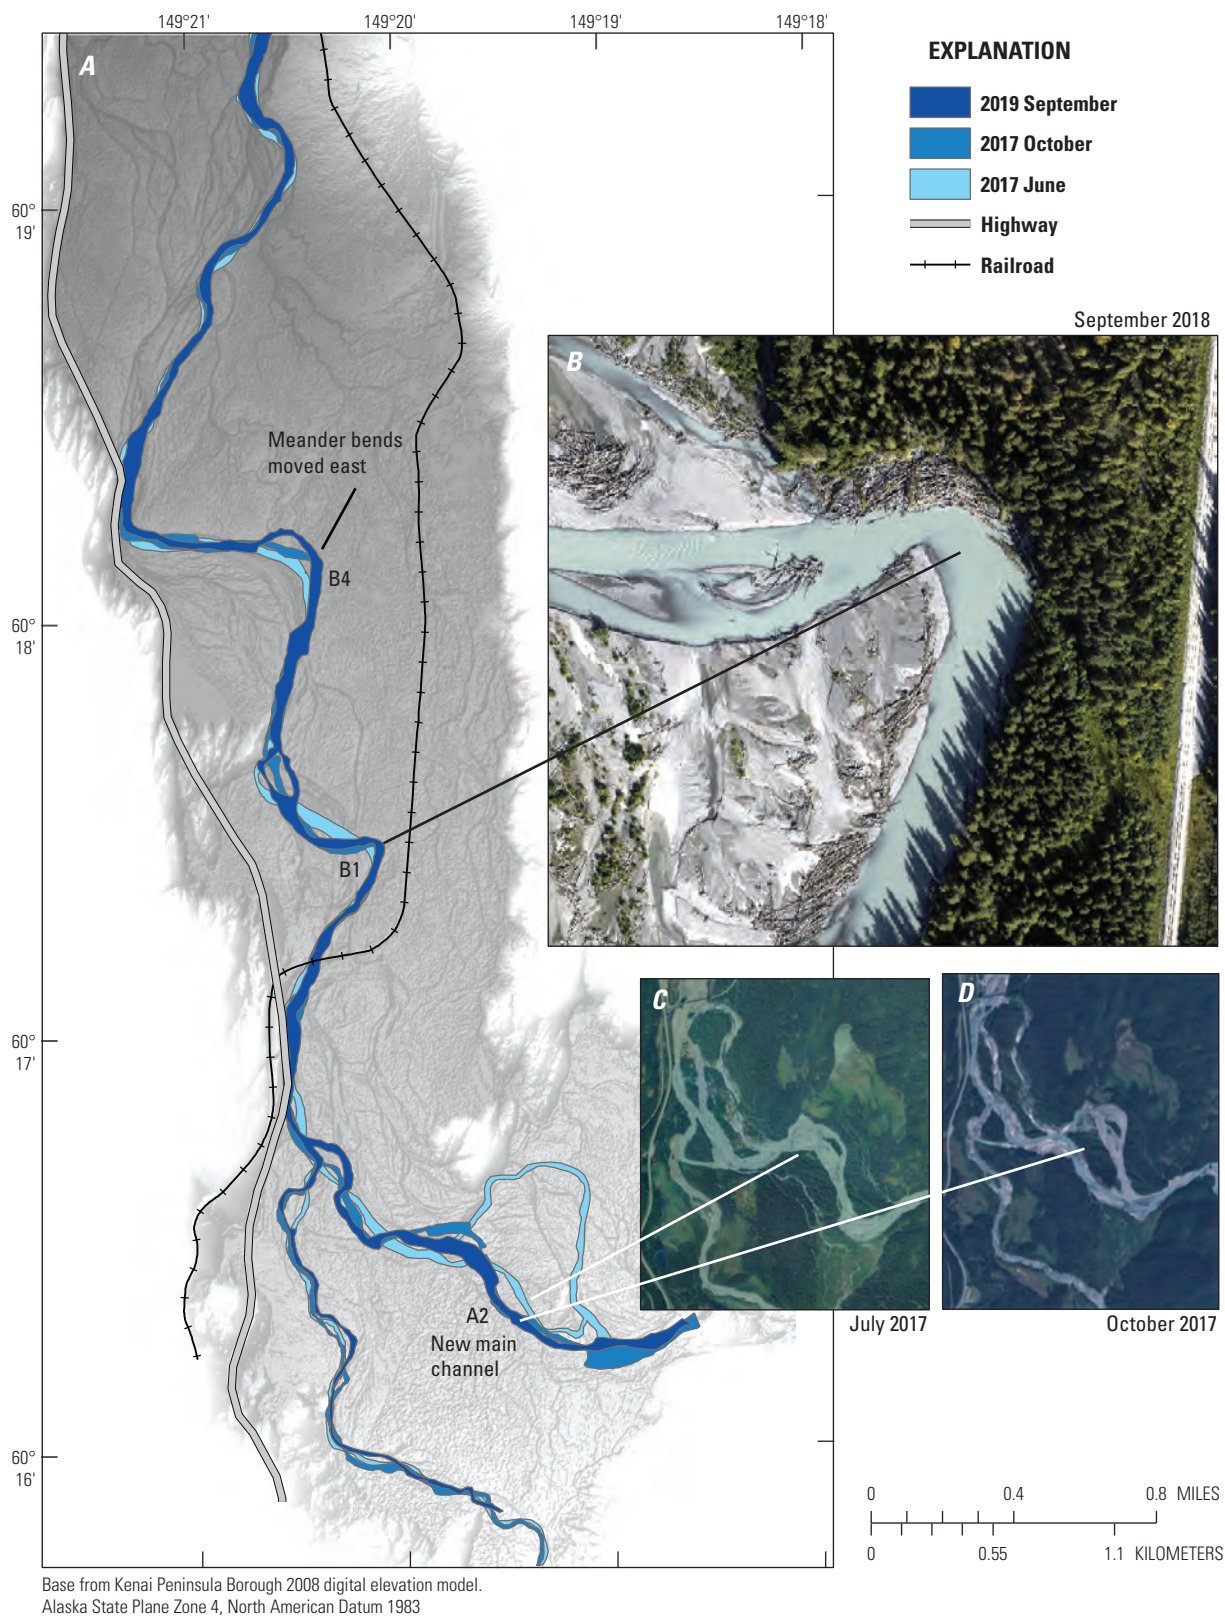 149°21'
149°20'
149°19'
149°18'
A
60°
19'
60°
18'
60°
17'
60°
16'
Meander bends
moved east
B4
B1
A2
New main
channel
EXPLANATION
2019 September
2017 October
2017 June
Highway
Railroad
September 2018
B
C
July 2017
D
October 2017
0 0.4 0.8 MILES
0 0.55 1.1 KILOMETERS
Base from Kenai Peninsula Borough 2008 digital elevation model.
Alaska State Plane Zone 4, North American Datum 1983